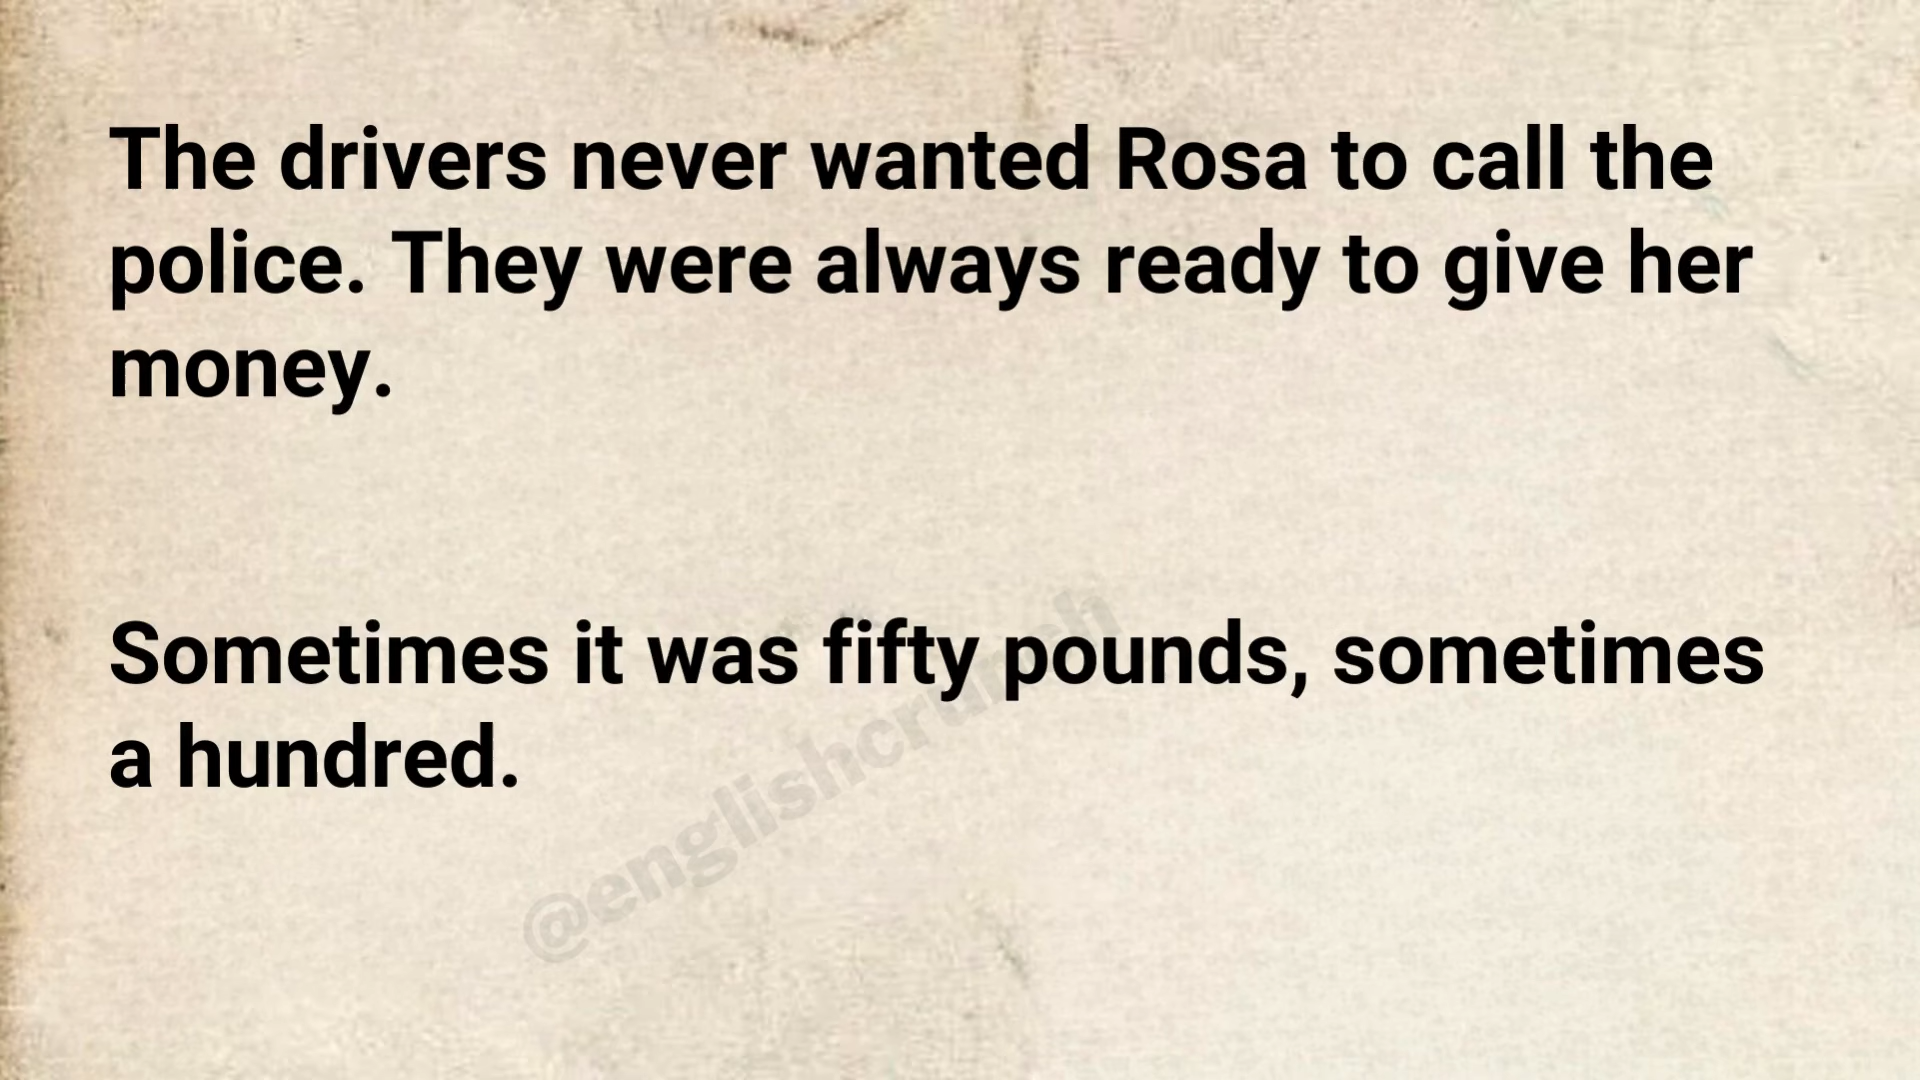 The drivers never wanted Rosa to call the
police. They were always ready to give her
money.
Sometimes it was fifty pounds, sometimes
a hundred.
@englishcrunch